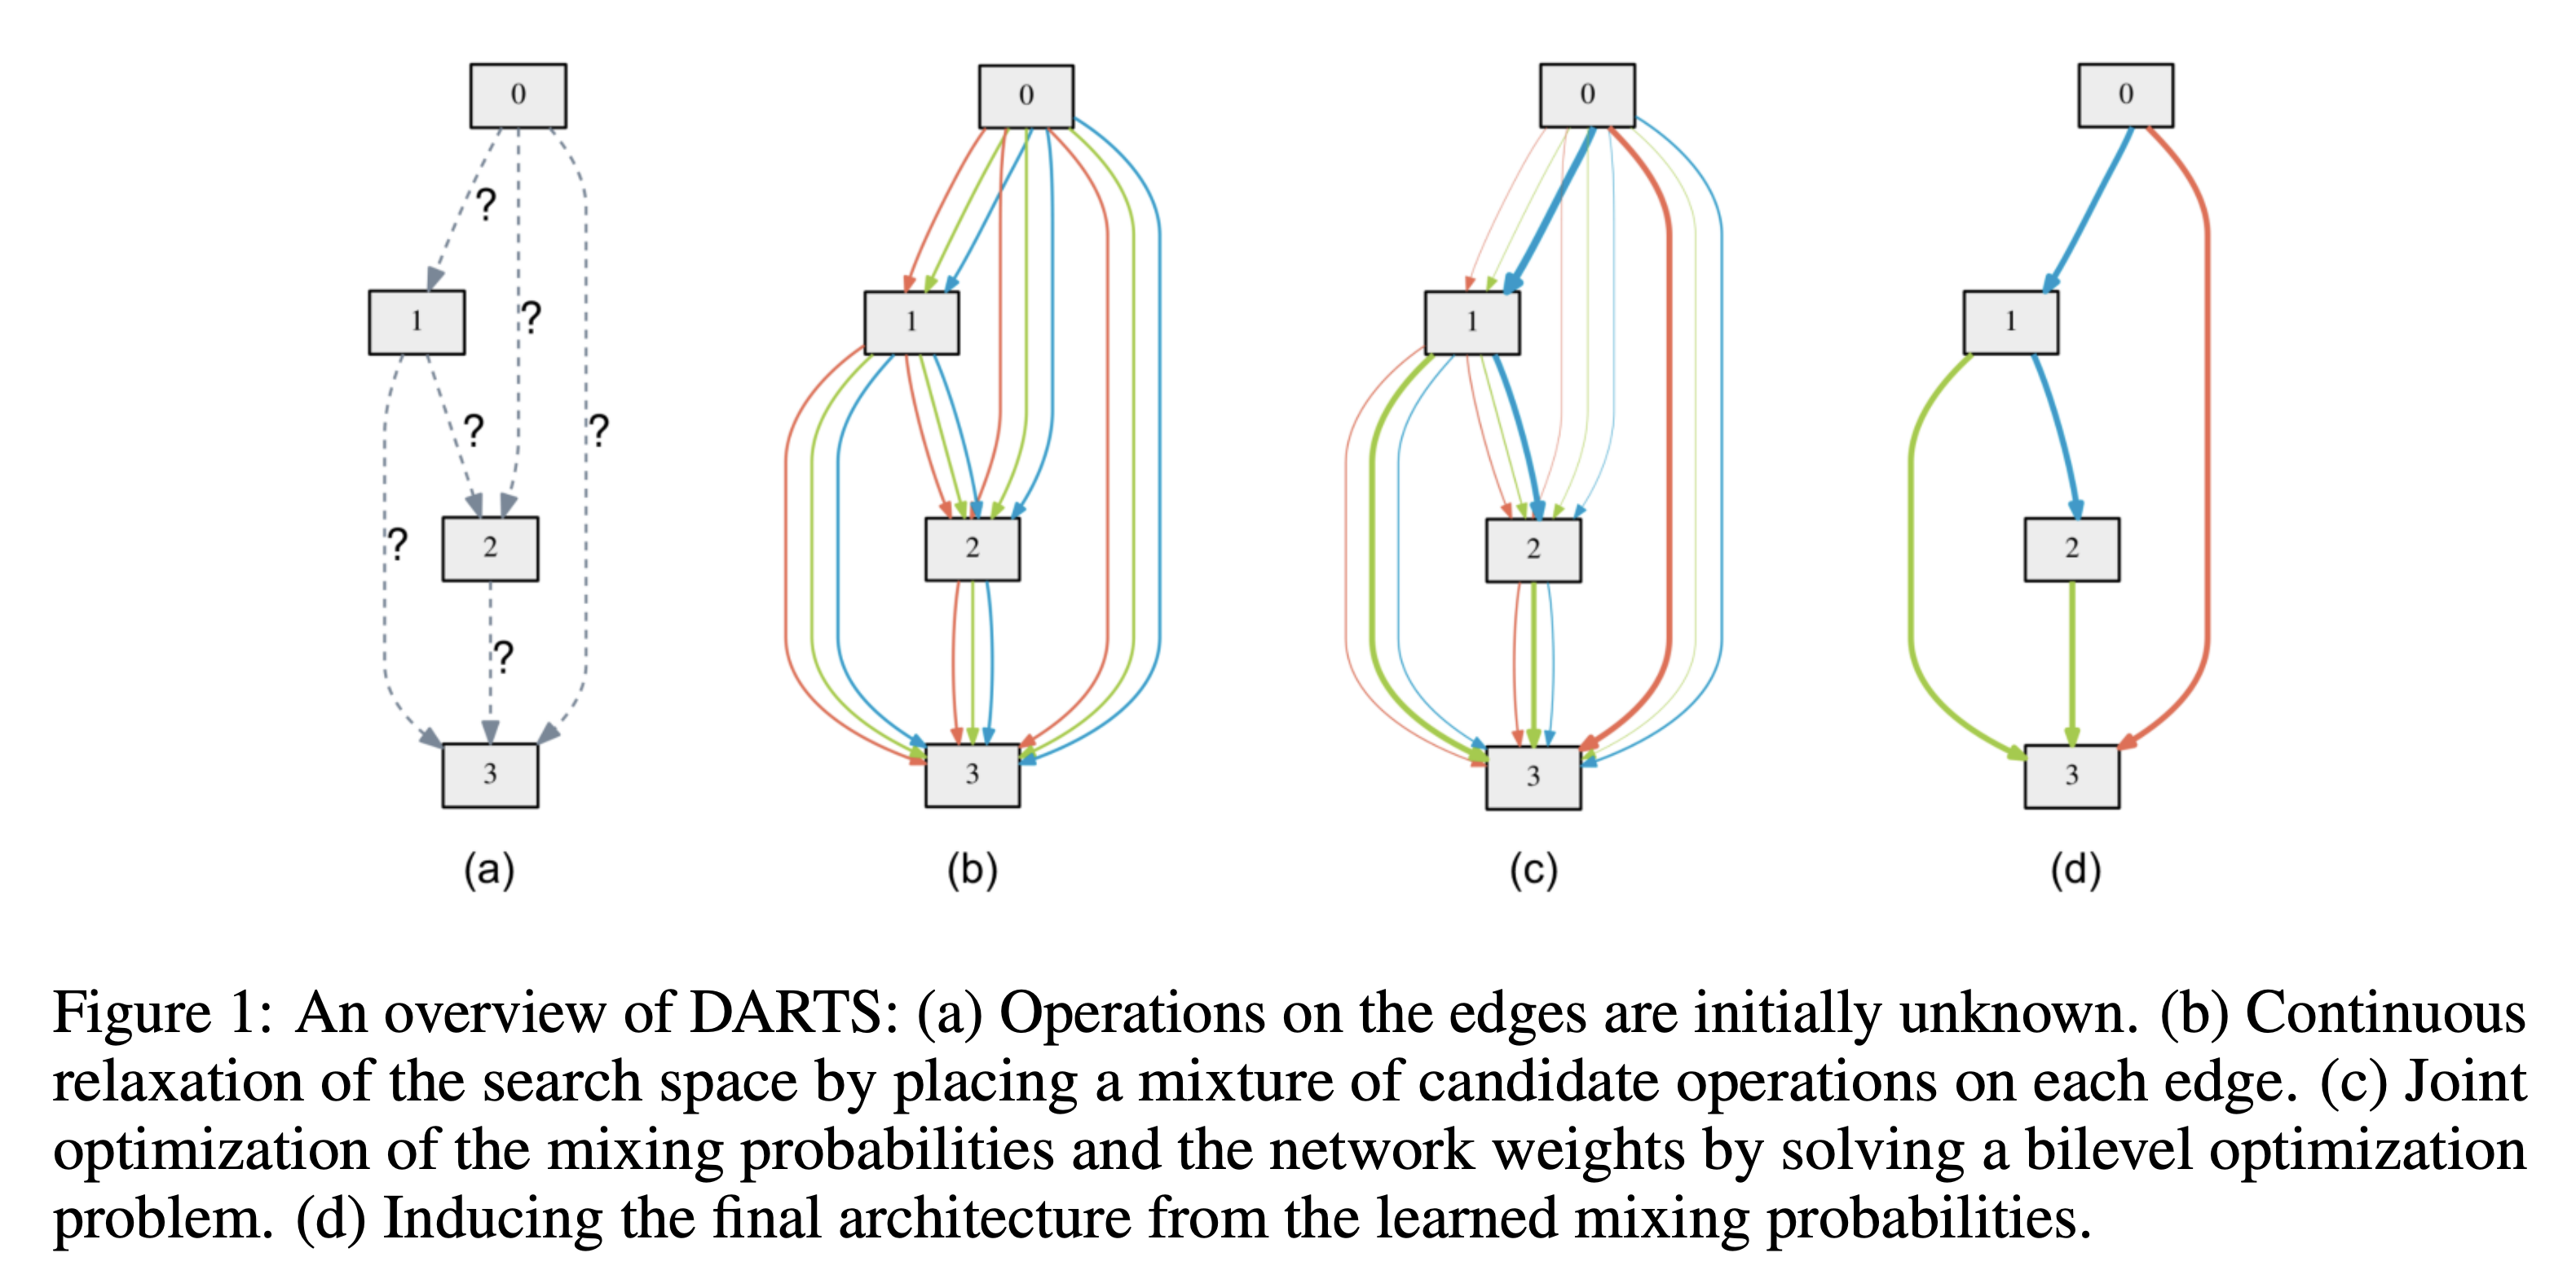 0 0 0 0
?
1 ? 1 1 1
? ?
? 2 2 2 2
?
3 3 3 3
(a) (b) (c) (d)
Figure 1: An overview of DARTS: (a) Operations on the edges are initially unknown. (b) Continuous
relaxation of the search space by placing a mixture of candidate operations on each edge. (c) Joint
optimization of the mixing probabilities and the network weights by solving a bilevel optimization
problem. (d) Inducing the final architecture from the learned mixing probabilities.